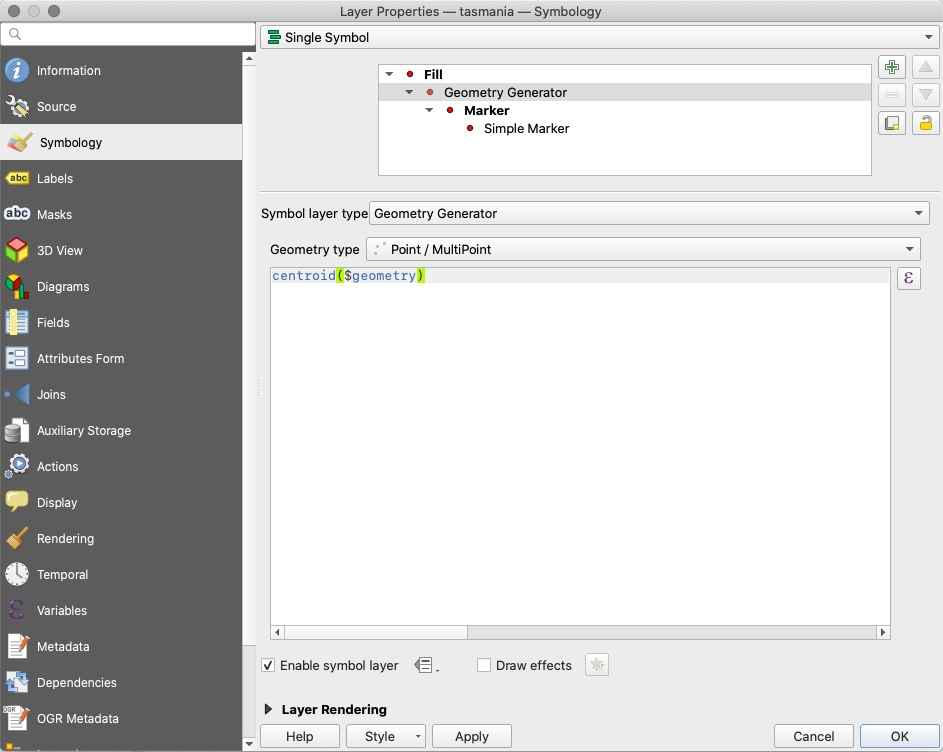 Layer Properties — tasmania — Symbology
Single Symbol
Information
Source
Symbology
abc Labels
abc Masks
3D View
Diagrams
Fields
Attributes Form
Joins
Auxiliary Storage
Actions
Display
Rendering
Temporal
Variables
Metadata
Dependencies
OGR OGR Metadata
Fill
Geometry Generator
Marker
Simple Marker
Symbol layer type Geometry Generator
Geometry type Point / MultiPoint
centroid($geometry)
ε
Enable symbol layer
Draw effects
Layer Rendering
Help Style Apply Cancel OK